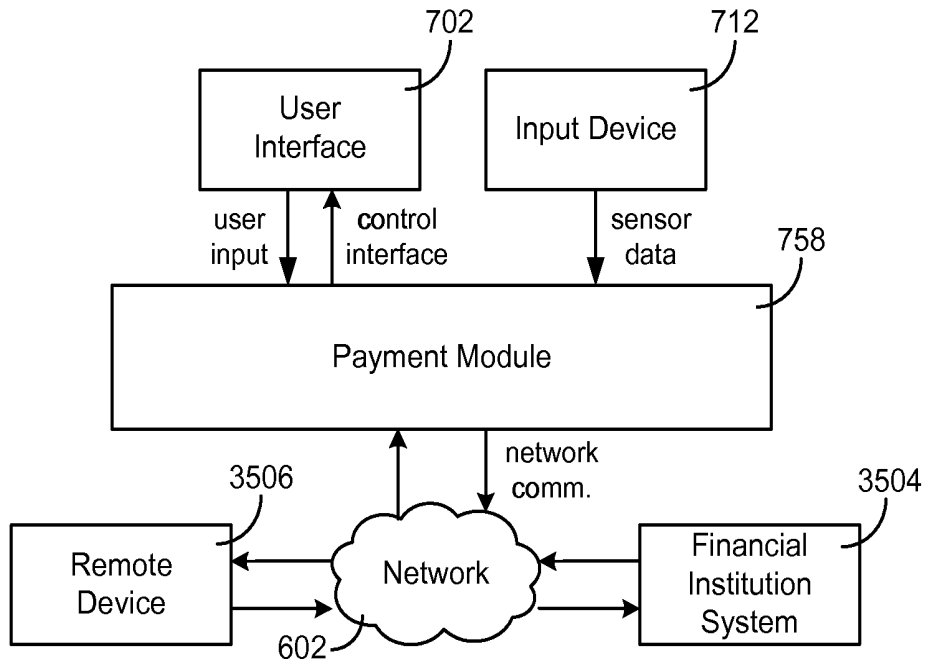 702
712
User
Interface
Input Device
user
input
control
interface
sensor
data
758
Payment Module
network
comm.
3506
3504
Remote
Device
Network
Financial
Institution
System
602